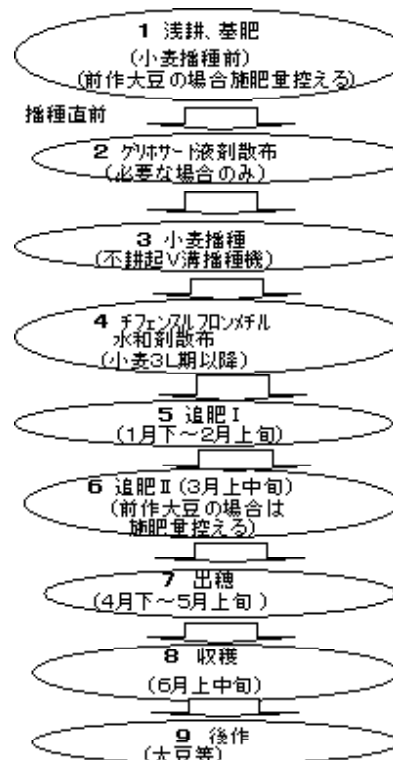 1 浅耕、基肥
(小麦播種前)
(前作大豆の場合施肥量控える)
播種直前
2 グリホサート液剤散布
(必要な場合のみ)
3 小麦播種
(不耕起V溝播種機)
4 チフェンスルフロンメチル
水和剤散布
(小麦3L期以降)
5 追肥Ⅰ
(1月下～2月上旬)
6 追肥Ⅱ(3月上中旬)
(前作大豆の場合は
施肥量控える)
7 出穂
(4月下～5月上旬)
8 収穫
(6月上中旬)
9 後作
(大豆等)